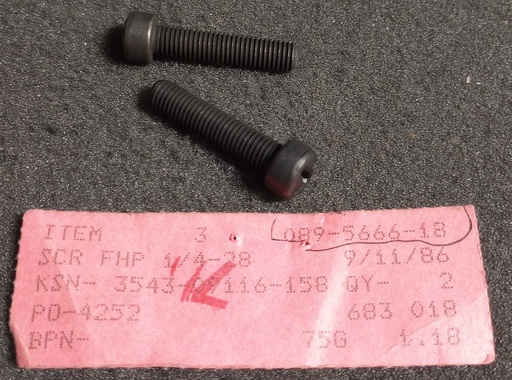 ITEM 3 089-5666-18
SCR FHP 1/4-28 9/11/86
KSN- 3543- 116-158 QY- 2
PO-4252 683 018
BPN- 75G 1.18